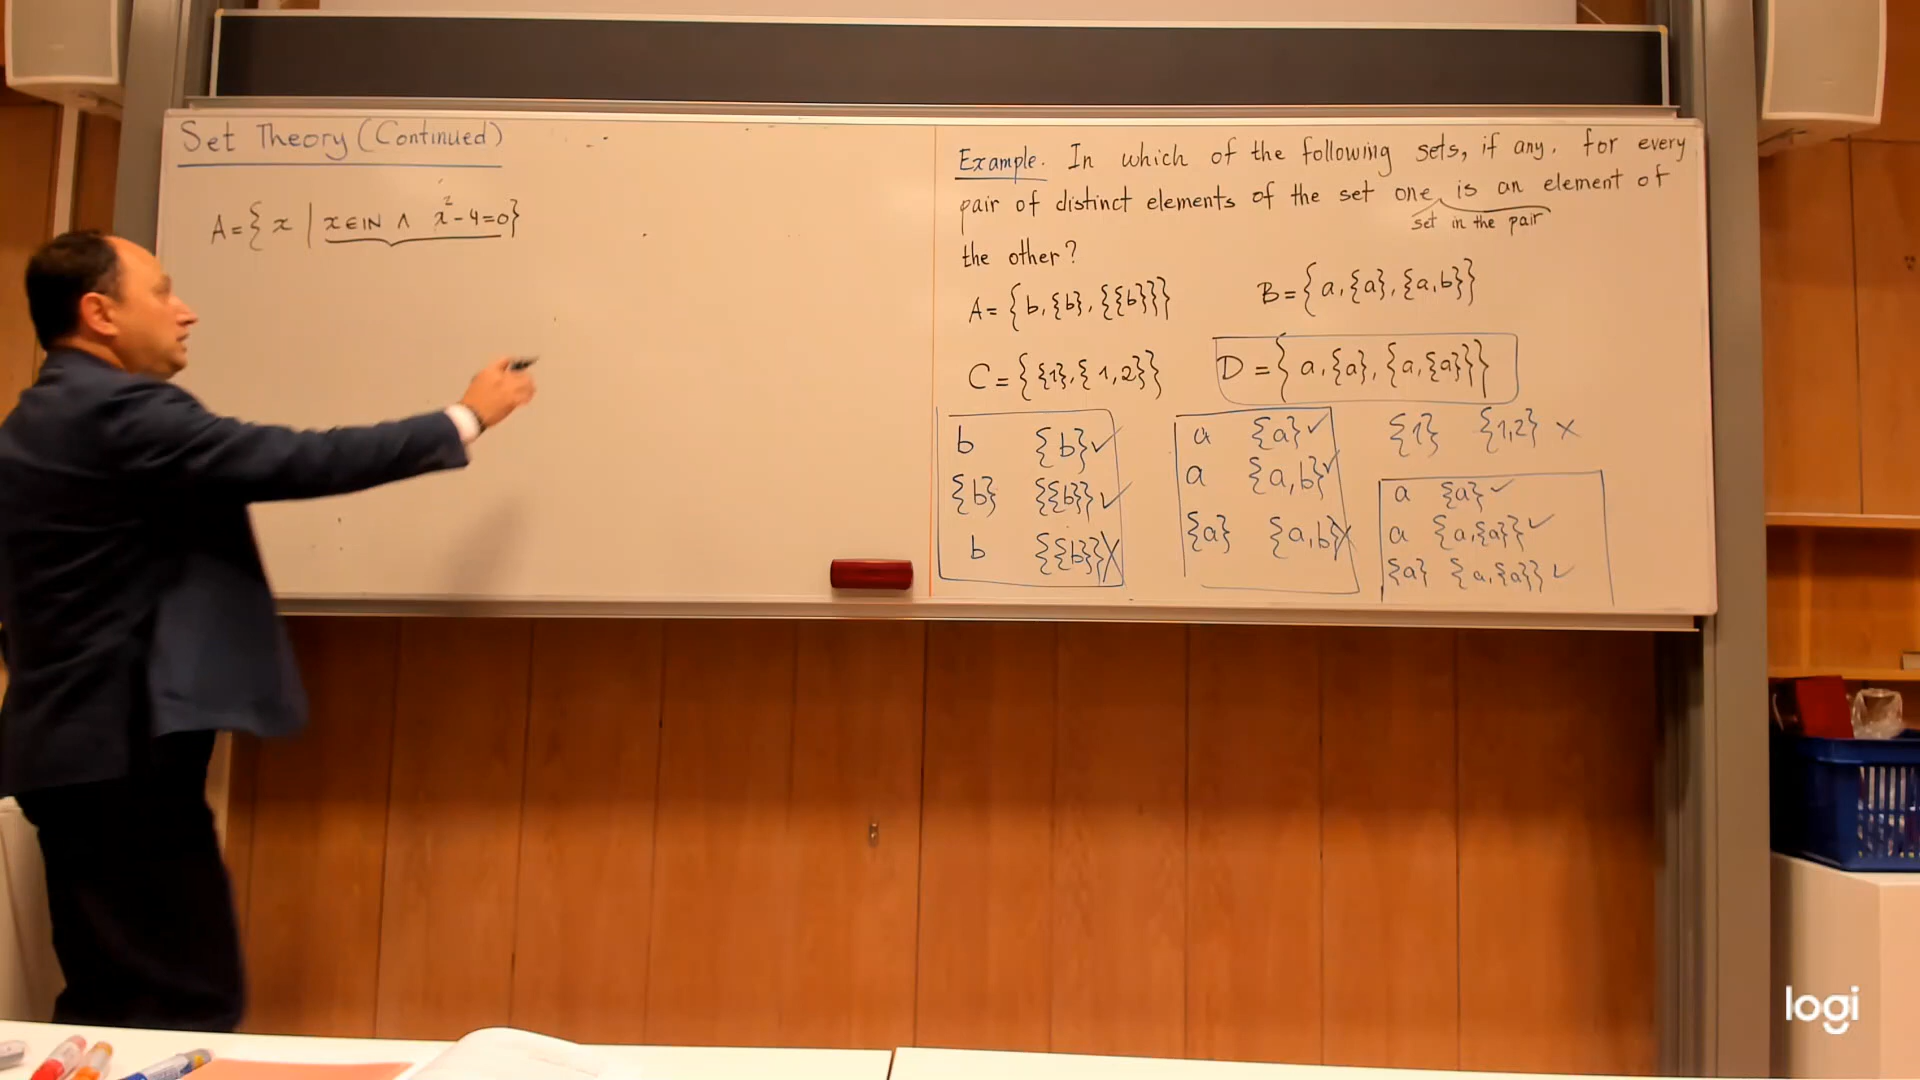 Set Theory (Continued)
A={ x | x∈ℕ ∧ x²-4=0}
Example. In which of the following sets, if any, for every
pair of distinct elements of the set one is an element of
set in the pair
the other?
A={b,{b},{{b}}} B={a,{a},{a,b}}
C={{1},{1,2}} D={a,{a},{a,{a}}}
b {b} ✓
{b} {{b}} ✓
b {{b}} X
a {a} ✓
a {a,b} ✓
{a} {a,b} X
{1} {1,2} ×
a {a} ✓
a {a,{a}} ✓
{a} {a,{a}} ✓
logi